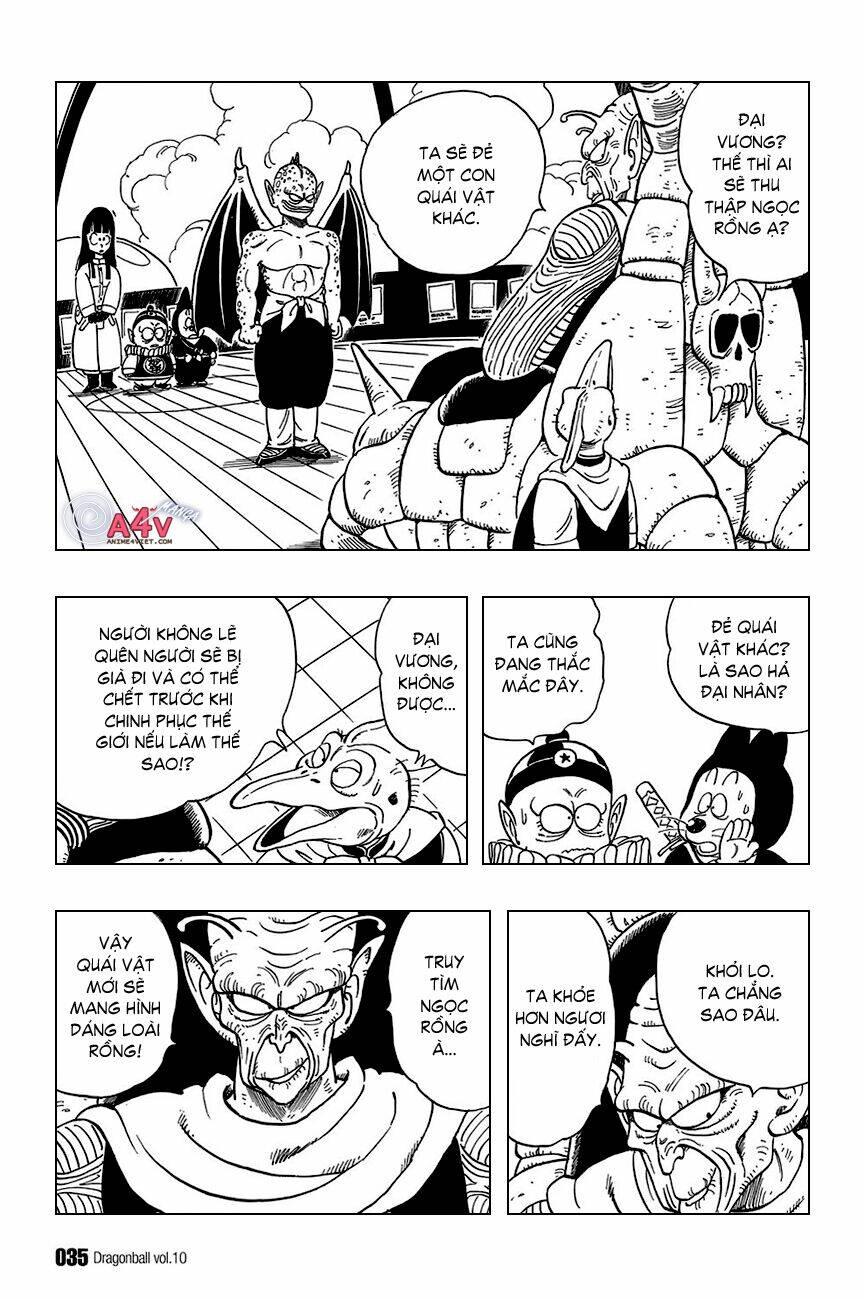 ĐẠI
VƯƠNG?
THẾ THÌ AI
SẼ THU
THẬP NGỌC
RỒNG Ạ?
TA SẼ ĐẺ
MỘT CON
QUÁI VẬT
KHÁC.
MANGA
A4V
ANIME4VIET.COM
ĐẺ QUÁI
VẬT KHÁC?
LÀ SAO HẢ
ĐẠI NHÂN?
TA CŨNG
ĐANG THẮC
MẮC ĐÂY.
ĐẠI
VƯƠNG,
KHÔNG
ĐƯỢC...
NGƯỜI KHÔNG LẼ
QUÊN NGƯỜI SẼ BỊ
GIÀ ĐI VÀ CÓ THỂ
CHẾT TRƯỚC KHI
CHINH PHỤC THẾ
GIỚI NẾU LÀM THẾ
SAO!?
KHỎI LO.
TA CHẲNG
SAO ĐÂU.
TA KHỎE
HƠN NGƯƠI
NGHĨ ĐẤY.
TRUY
TÌM
NGỌC
RỒNG
À...
VẬY
QUÁI VẬT
MỚI SẼ
MANG HÌNH
DÁNG LOÀI
RỒNG!
035 Dragonball vol.10